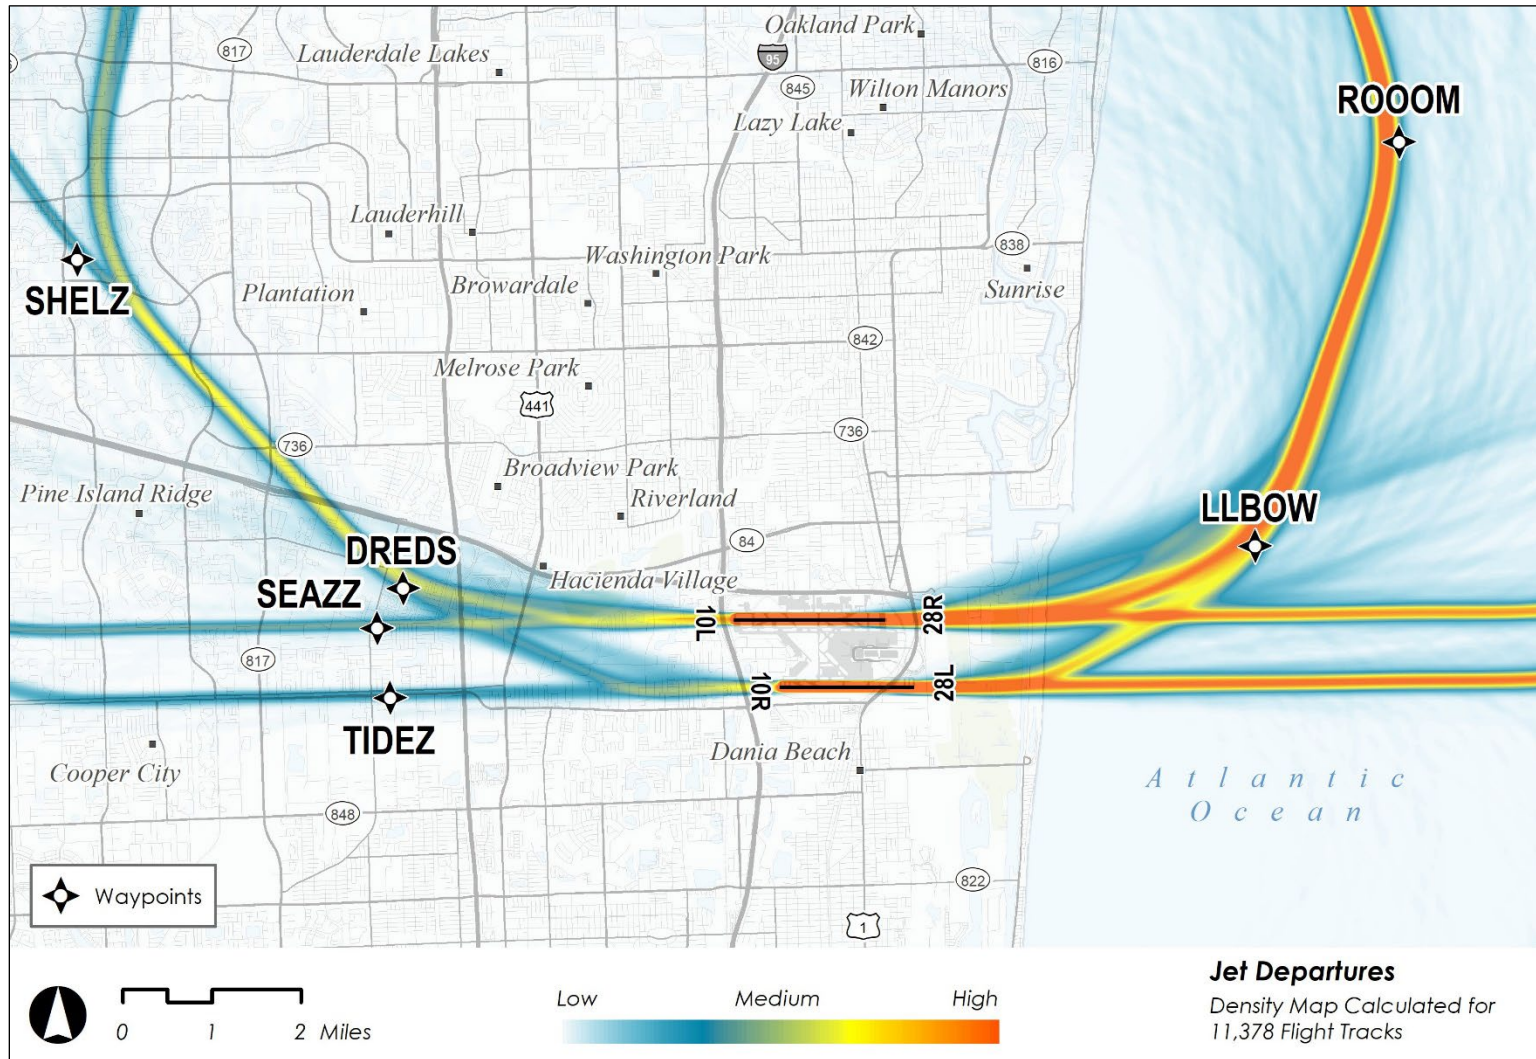 Oakland Park
817
Lauderdale Lakes
95
816
845
Wilton Manors
ROOOM
Lazy Lake
Lauderhill
838
Washington Park
SHELZ
Plantation
Browardale
Sunrise
842
Melrose Park
441
736
736
Broadview Park
Pine Island Ridge
Riverland
LLBOW
84
DREDS
Hacienda Village
SEAZZ
10L
28R
817
10R
28L
TIDEZ
Dania Beach
Cooper City
Atlantic
Ocean
848
822
Waypoints
1
Jet Departures
Low Medium High
Density Map Calculated for
11,378 Flight Tracks
0 1 2 Miles